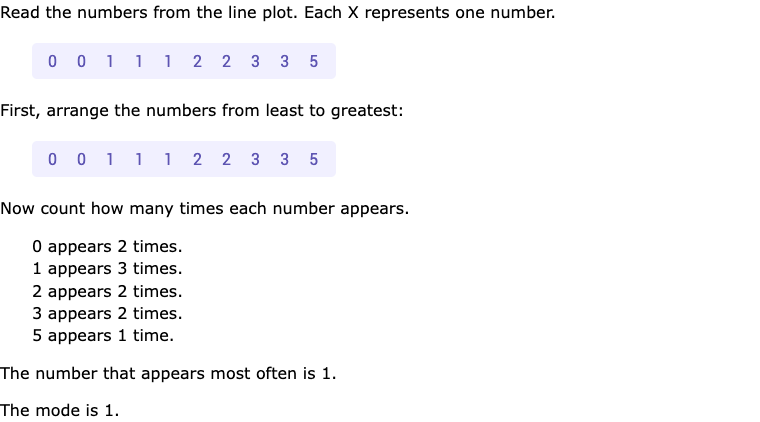 Read the numbers from the line plot. Each X represents one number.
0 0 1 1 1 2 2 3 3 5
First, arrange the numbers from least to greatest:
0 0 1 1 1 2 2 3 3 5
Now count how many times each number appears.
0 appears 2 times.
1 appears 3 times.
2 appears 2 times.
3 appears 2 times.
5 appears 1 time.
The number that appears most often is 1.
The mode is 1.